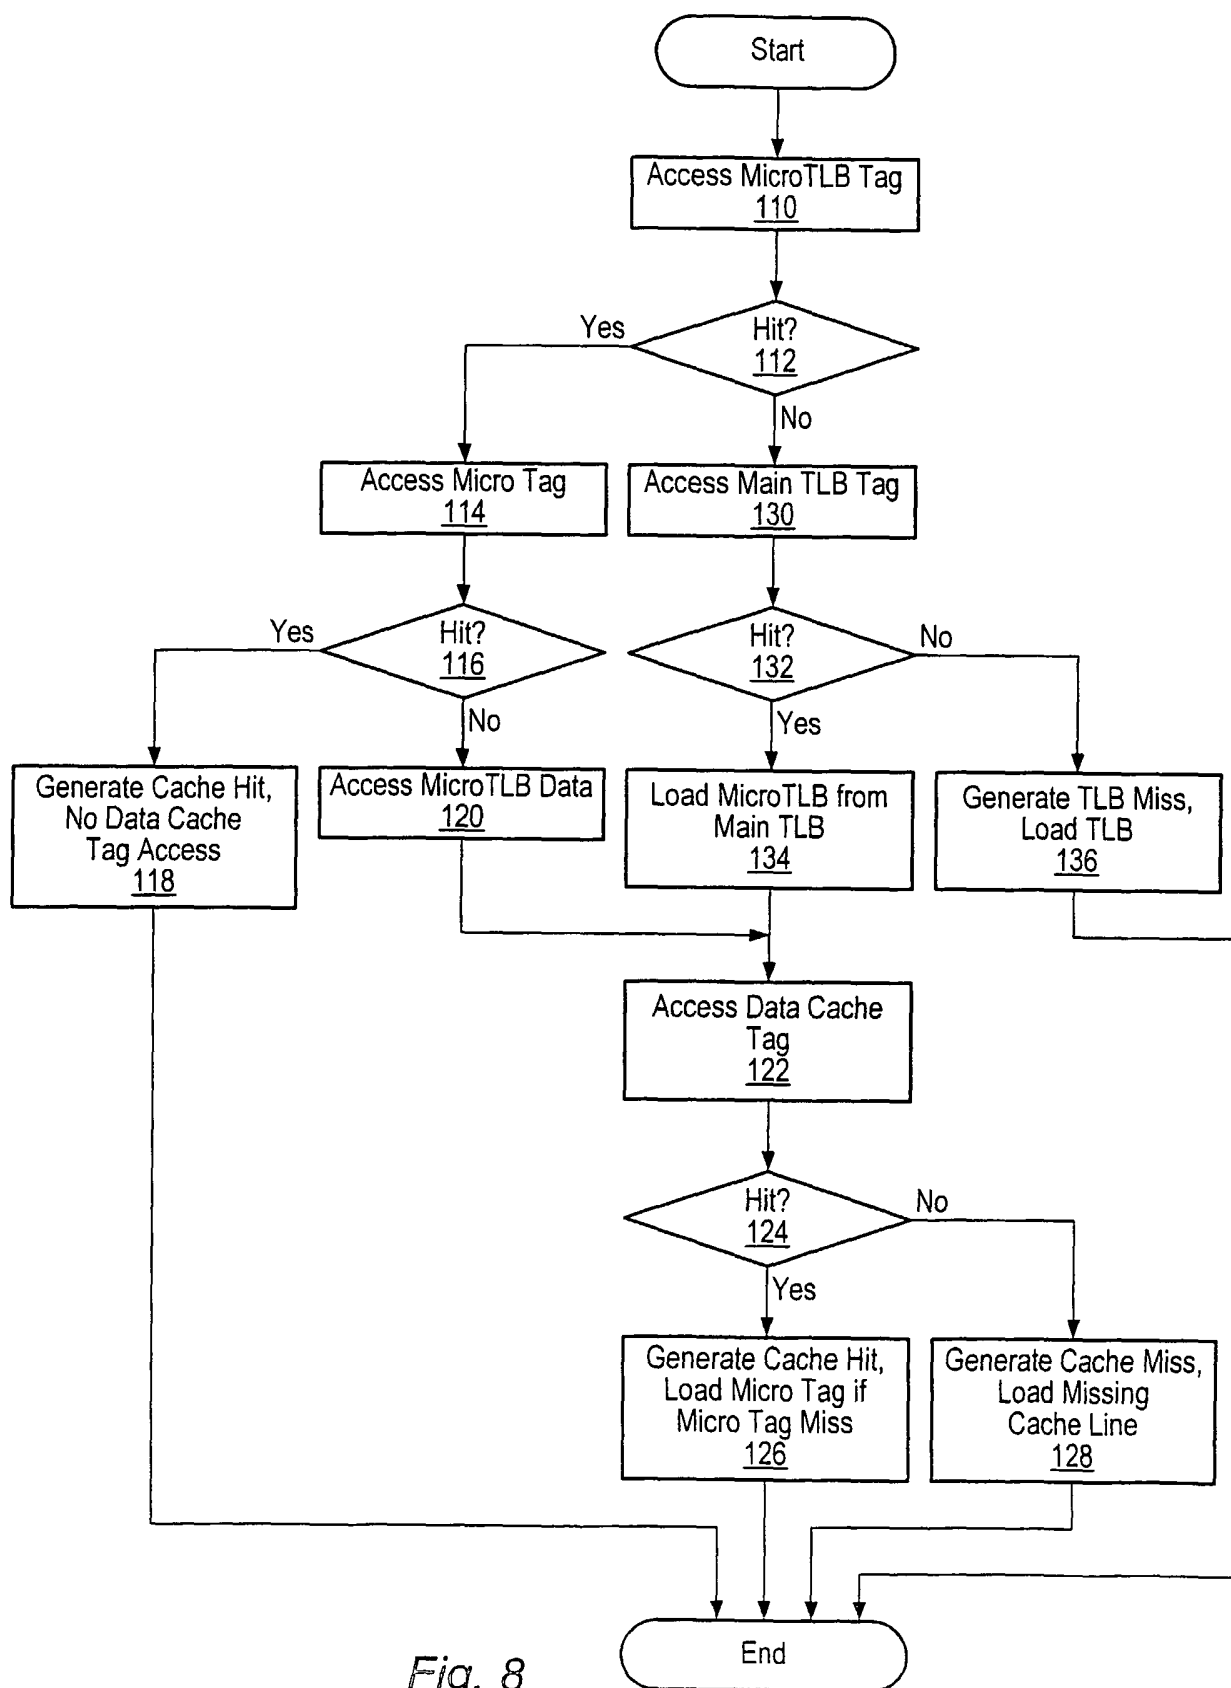 Start
Access MicroTLB Tag
110
Yes
Hit?
112
No
Access Micro Tag
114
Access Main TLB Tag
130
Yes
Hit?
116
No
Hit?
132
No
Yes
Generate Cache Hit,
No Data Cache
Tag Access
118
Access MicroTLB Data
120
Load MicroTLB from
Main TLB
134
Generate TLB Miss,
Load TLB
136
Access Data Cache
Tag
122
Hit?
124
No
Yes
Generate Cache Hit,
Load Micro Tag if
Micro Tag Miss
126
Generate Cache Miss,
Load Missing
Cache Line
128
End
Fig. 8